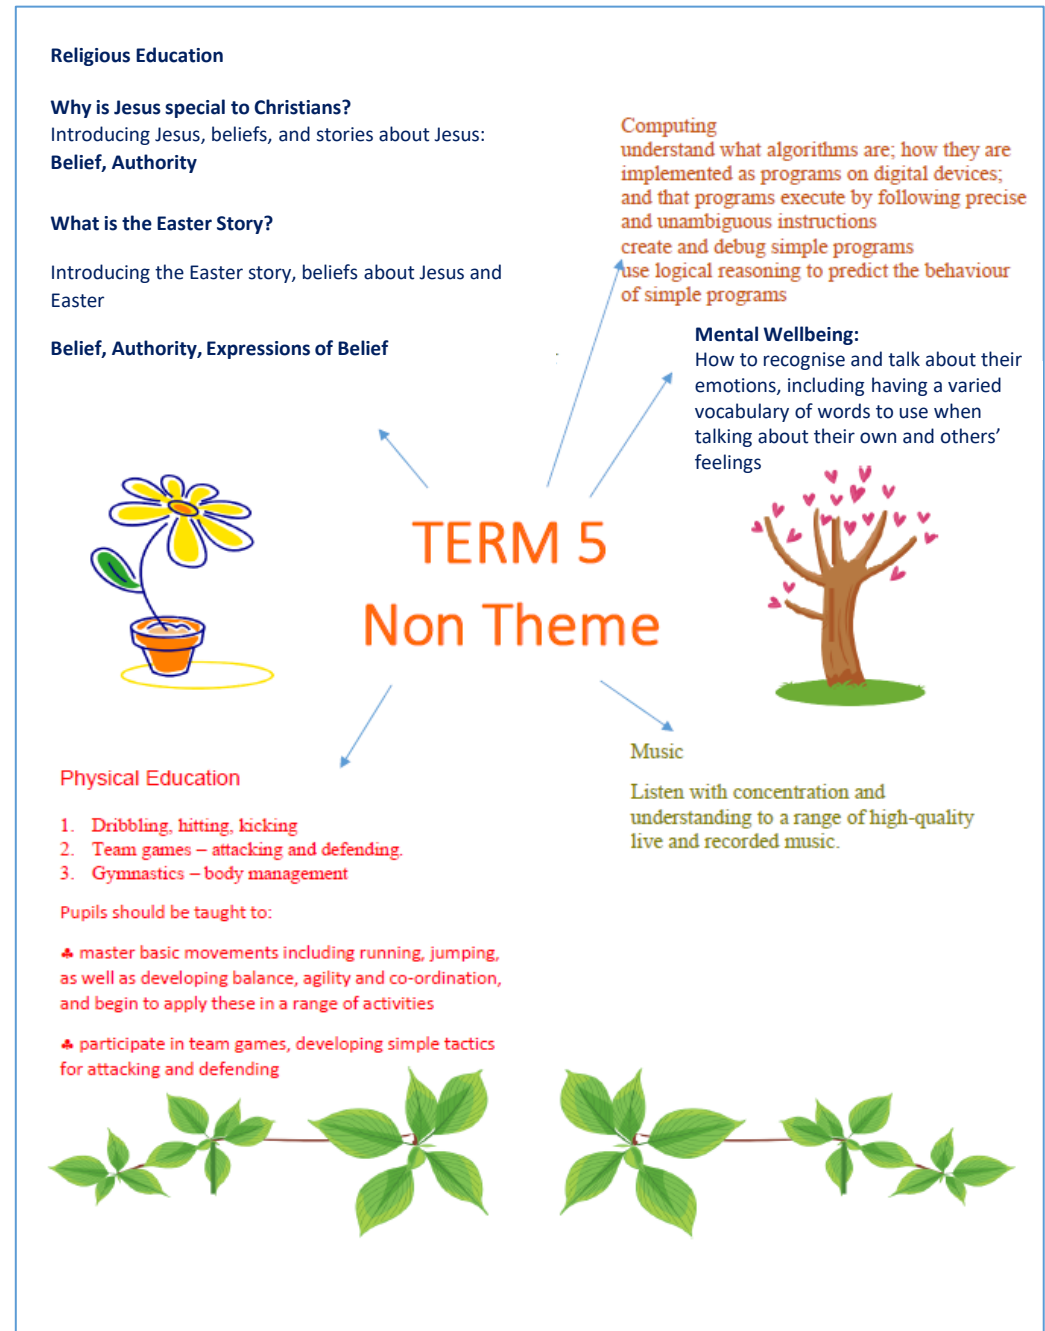 Religious Education
Why is Jesus special to Christians?
Introducing Jesus, beliefs, and stories about Jesus:
Belief, Authority
What is the Easter Story?
Introducing the Easter story, beliefs about Jesus and
Easter
Belief, Authority, Expressions of Belief
Computing
understand what algorithms are; how they are
implemented as programs on digital devices;
and that programs execute by following precise
and unambiguous instructions
create and debug simple programs
use logical reasoning to predict the behaviour
of simple programs
Mental Wellbeing:
How to recognise and talk about their
emotions, including having a varied
vocabulary of words to use when
talking about their own and others’
feelings
TERM 5
Non Theme
Physical Education
1. Dribbling, hitting, kicking
2. Team games – attacking and defending.
3. Gymnastics – body management
Pupils should be taught to:
♣ master basic movements including running, jumping,
as well as developing balance, agility and co-ordination,
and begin to apply these in a range of activities
♣ participate in team games, developing simple tactics
for attacking and defending
Music
Listen with concentration and
understanding to a range of high-quality
live and recorded music.